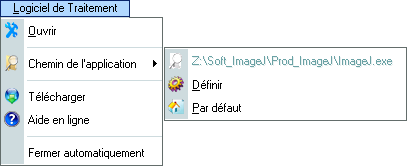 Logiciel de Traitement
Ouvrir
Chemin de l'application
Z:\Soft_ImageJ\Prod_ImageJ\ImageJ.exe
Définir
Par défaut
Télécharger
Aide en ligne
Fermer automatiquement